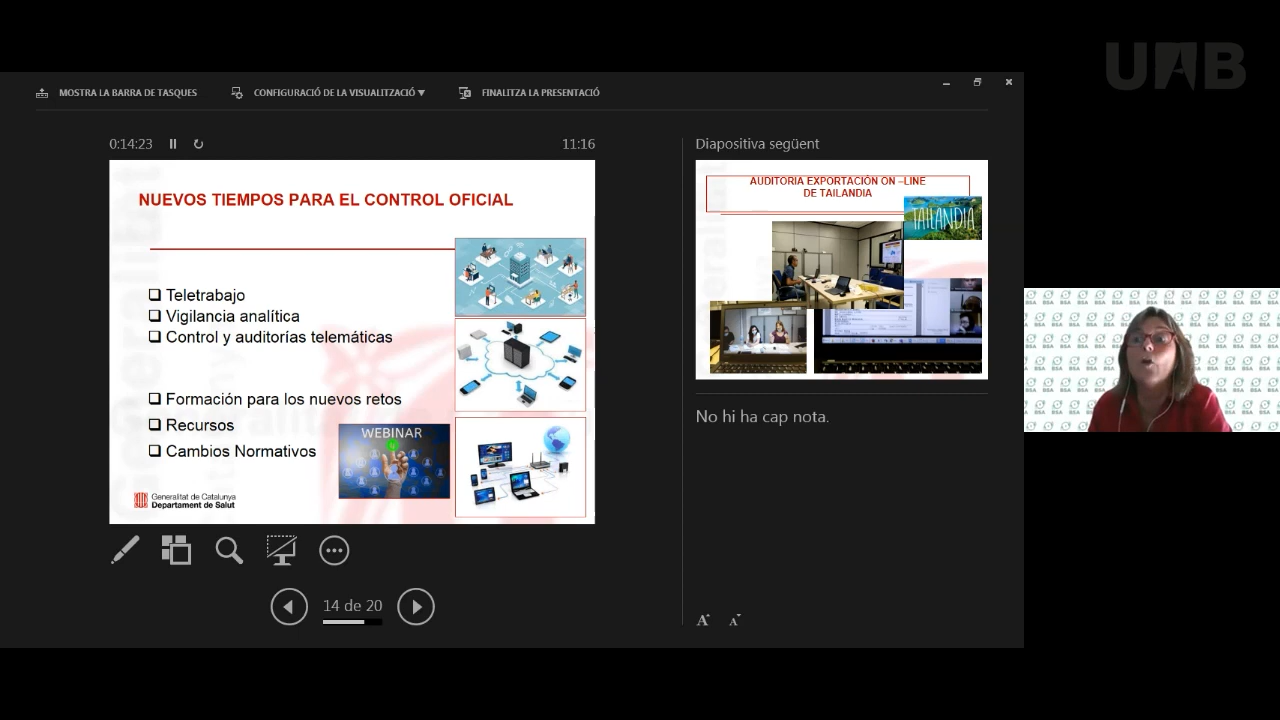 UAB
MOSTRA LA BARRA DE TASQUES
CONFIGURACIÓ DE LA VISUALITZACIÓ
FINALITZA LA PRESENTACIÓ
0:14:23
11:16
NUEVOS TIEMPOS PARA EL CONTROL OFICIAL
Teletrabajo
Vigilancia analítica
Control y auditorías telemáticas
Formación para los nuevos retos
Recursos
Cambios Normativos
WEBINAR
Generalitat de Catalunya
Departament de Salut
14 de 20
Diapositiva següent
AUDITORIA EXPORTACIÓN ON –LINE
DE TAILANDIA
TAILANDIA
No hi ha cap nota.
A
A
BSA